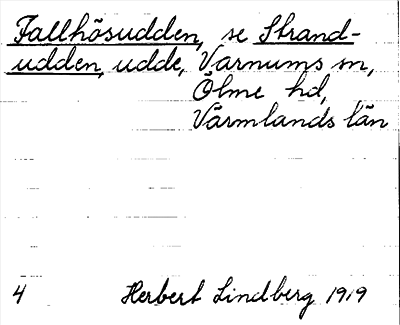 Fallhösudden, se Strand-
udden, udde, Varnums sn,
Ölme hd,
Värmlands län
4 Herbert Lindberg 1919